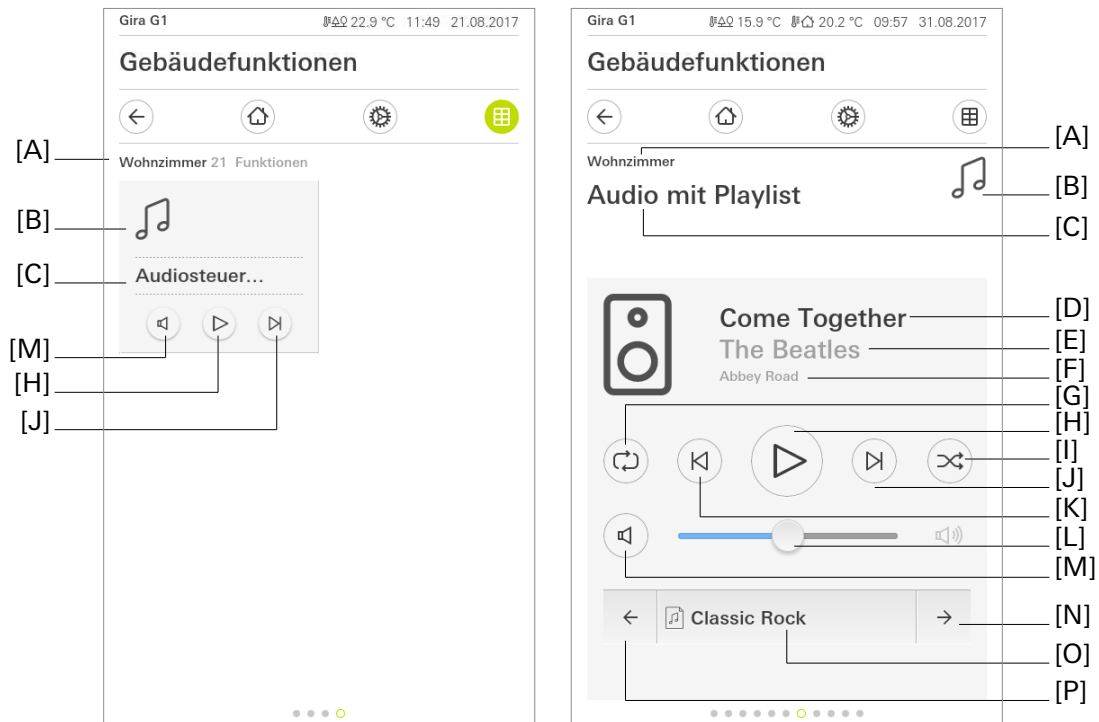 Gira G1 22.9 °C 11:49 21.08.2017
Gebäudefunktionen
[A]
Wohnzimmer 21 Funktionen
[B]
[C]
Audiosteuer...
[M]
[H]
[J]
Gira G1 15.9 °C 20.2 °C 09:57 31.08.2017
Gebäudefunktionen
[A]
Wohnzimmer
[B]
Audio mit Playlist
[C]
Come Together
[D]
The Beatles
[E]
Abbey Road
[F]
[G]
[H]
[I]
[J]
[K]
[L]
[M]
Classic Rock
[N]
[O]
[P]